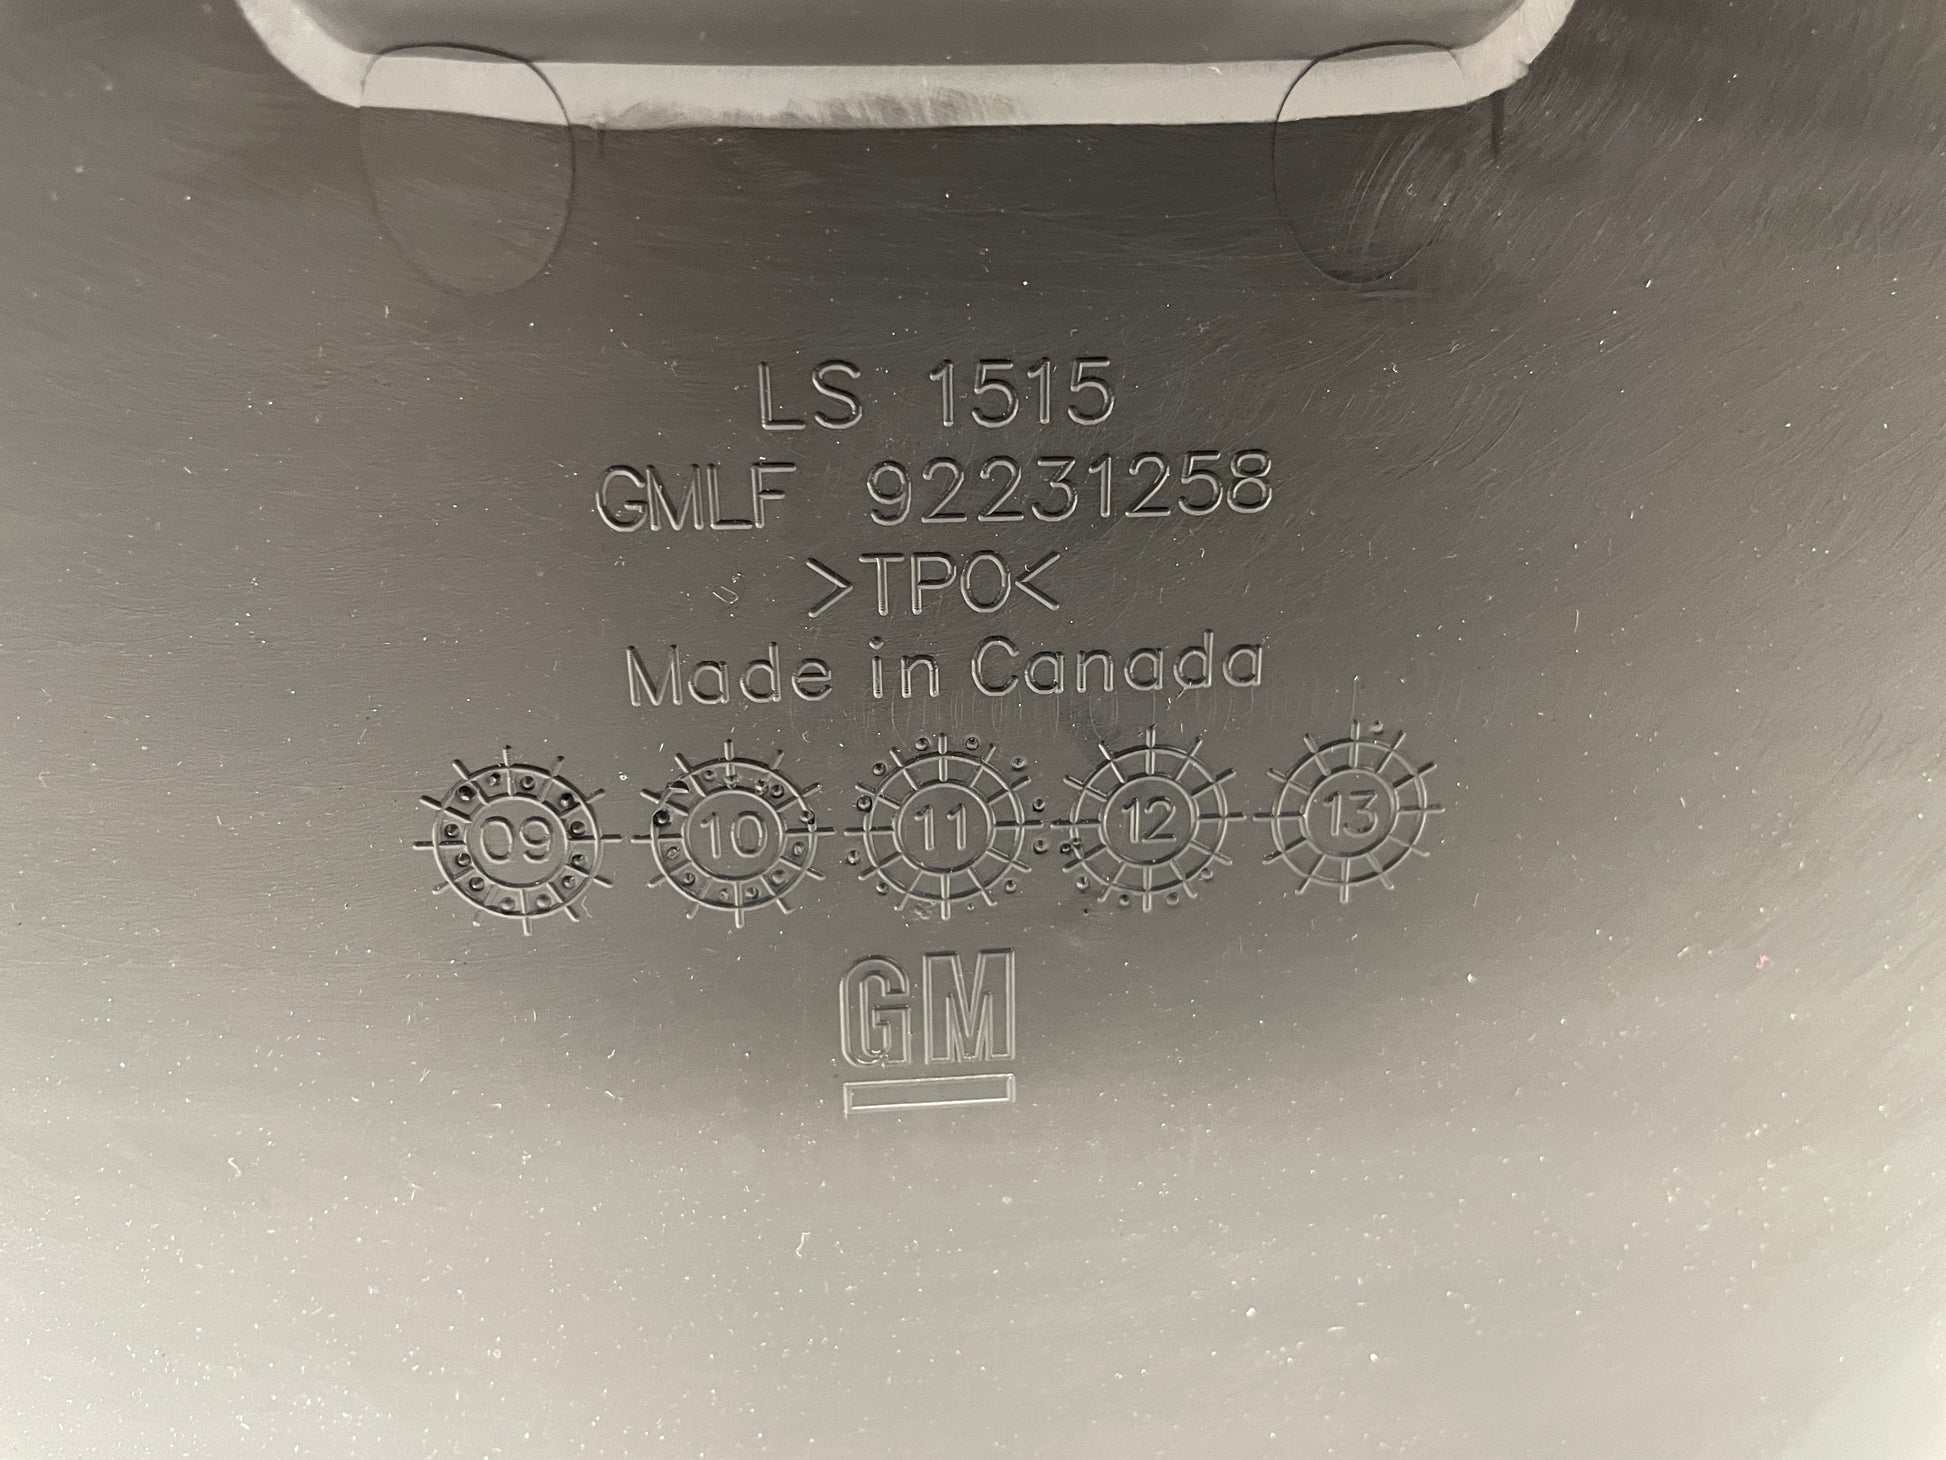 LS 1515
GMLF 92231258
>TPO<
Made in Canada
09 10 11 12 13
GM